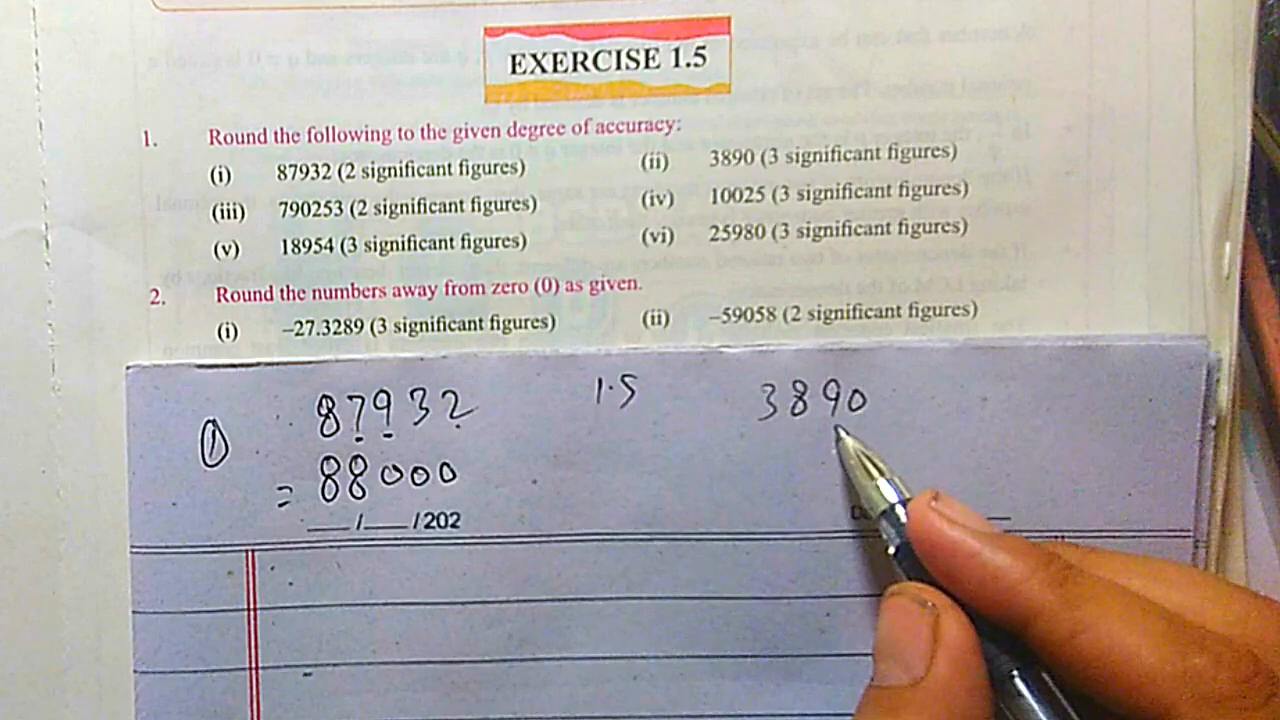 EXERCISE 1.5
1. Round the following to the given degree of accuracy:
(i) 87932 (2 significant figures) (ii) 3890 (3 significant figures)
(iii) 790253 (2 significant figures) (iv) 10025 (3 significant figures)
(v) 18954 (3 significant figures) (vi) 25980 (3 significant figures)
2. Round the numbers away from zero (0) as given.
(i) –27.3289 (3 significant figures) (ii) –59058 (2 significant figures)
1 87932 1.5 3890
= 88000
___/___/202